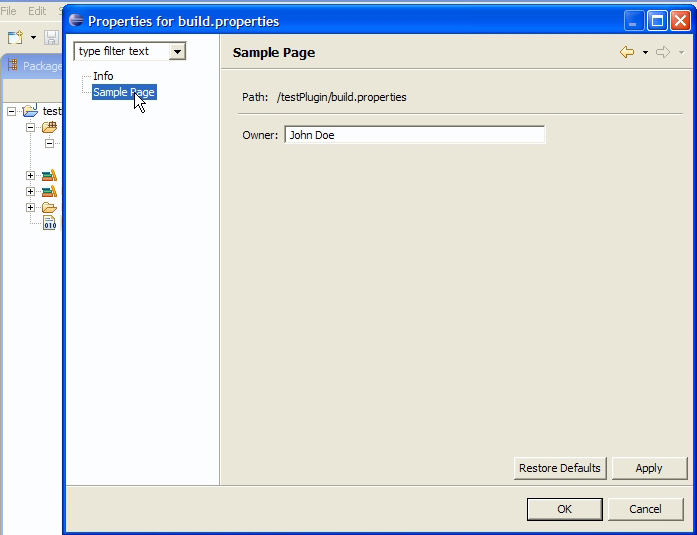 File Edit S
Package
test
Properties for build.properties
type filter text
Info
Sample Page
Sample Page
Path: /testPlugin/build.properties
Owner: John Doe
Restore Defaults Apply
OK Cancel
010